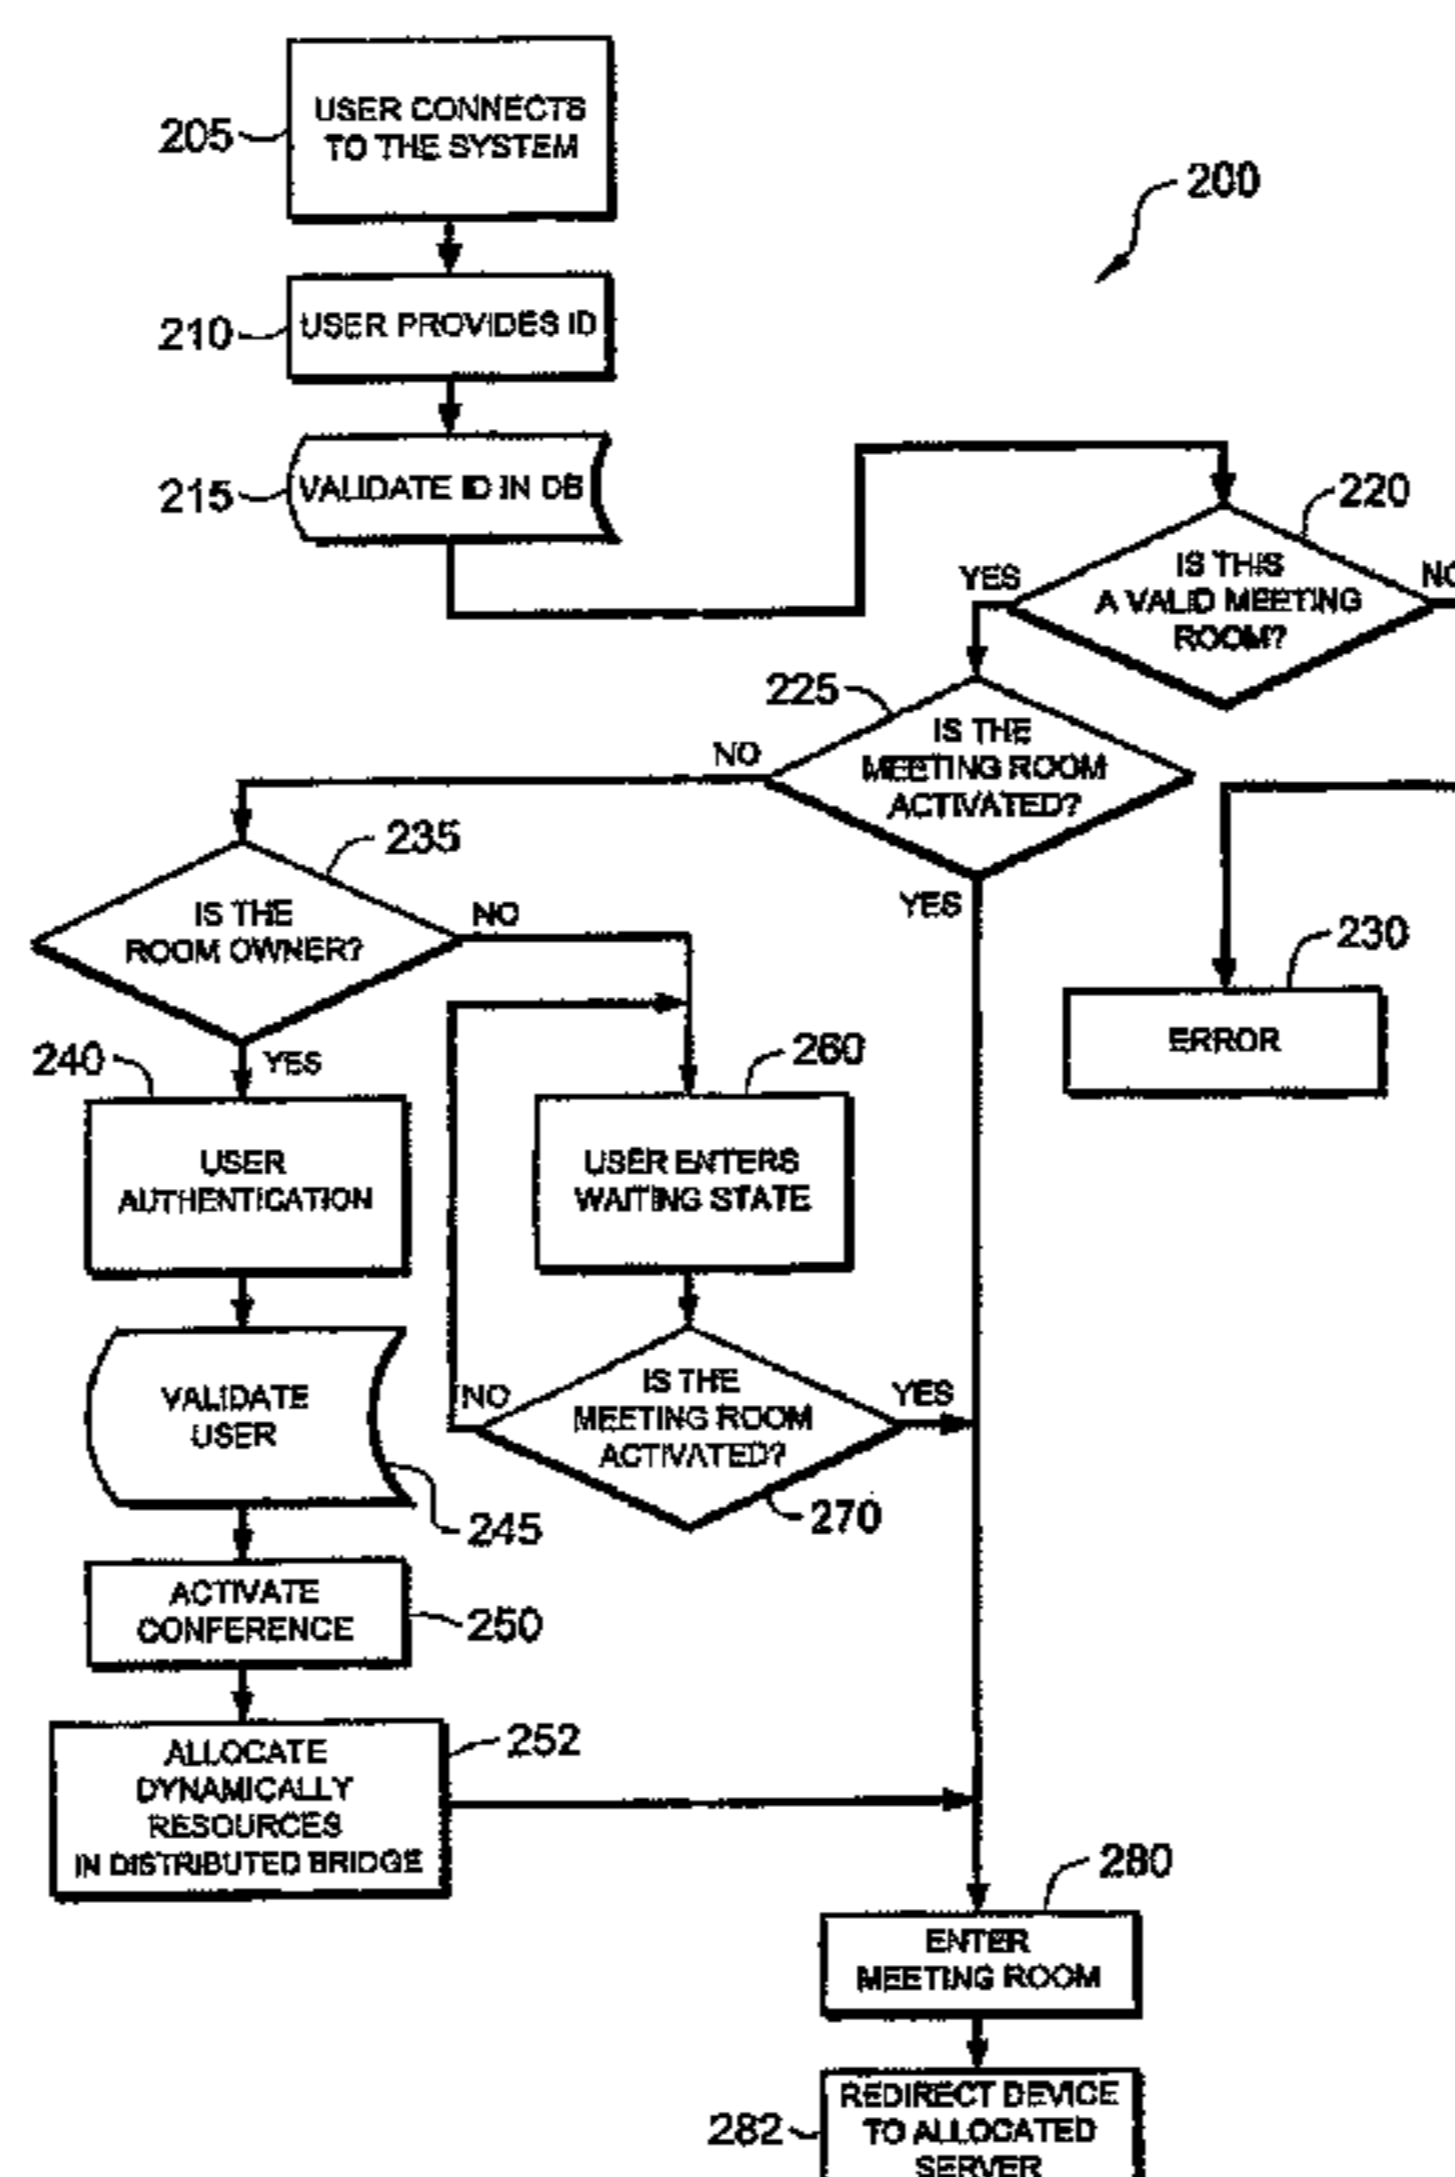 USER CONNECTS
TO THE SYSTEM
205
200
USER PROVIDES ID
210
VALIDATE ID IN DB
215
220
IS THIS
A VALID MEETING
ROOM?
YES
NO
225
IS THE
MEETING ROOM
ACTIVATED?
NO
YES
235
IS THE
ROOM OWNER?
NO
YES
230
ERROR
240
USER
AUTHENTICATION
260
USER ENTERS
WAITING STATE
VALIDATE
USER
245
IS THE
MEETING ROOM
ACTIVATED?
NO
YES
270
ACTIVATE
CONFERENCE
250
ALLOCATE
DYNAMICALLY
RESOURCES
IN DISTRIBUTED BRIDGE
252
280
ENTER
MEETING ROOM
REDIRECT DEVICE
TO ALLOCATED
SERVER
282